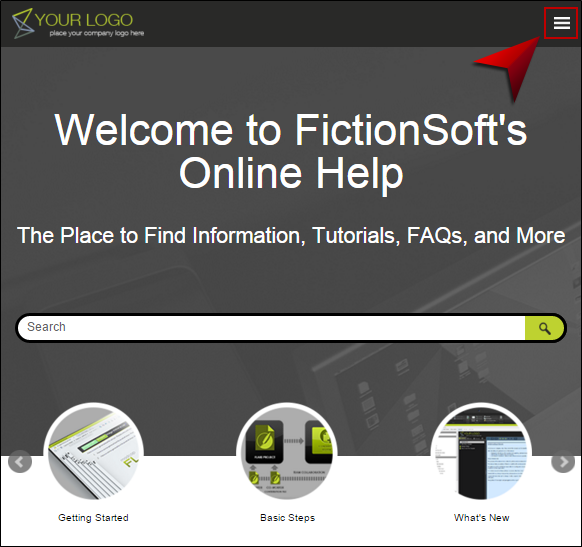 YOUR LOGO
place your company logo here
Welcome to FictionSoft's
Online Help
The Place to Find Information, Tutorials, FAQs, and More
Search
Getting Started
Basic Steps
What's New